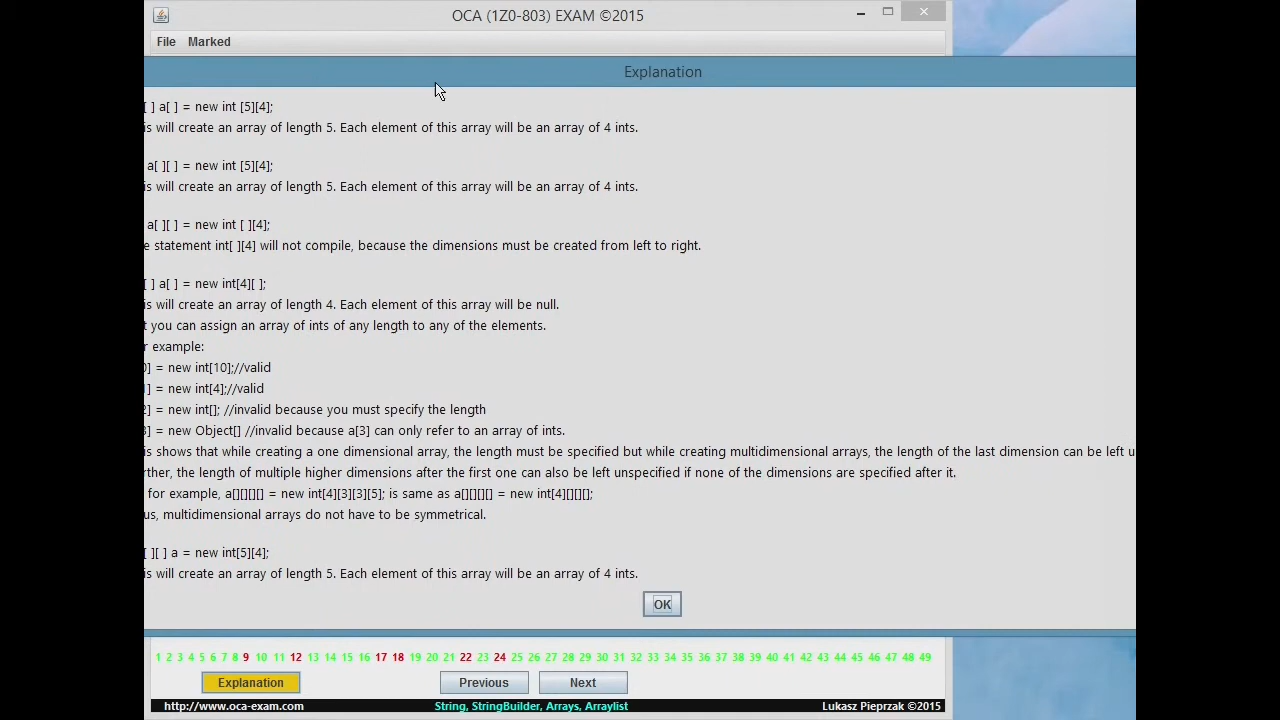 OCA (1Z0-803) EXAM ©2015
File Marked
Explanation
[ ] a[ ] = new int [5][4];
is will create an array of length 5. Each element of this array will be an array of 4 ints.
a[ ][ ] = new int [5][4];
is will create an array of length 5. Each element of this array will be an array of 4 ints.
a[ ][ ] = new int [ ][4];
e statement int[ ][4] will not compile, because the dimensions must be created from left to right.
[ ] a[ ] = new int[4][ ];
is will create an array of length 4. Each element of this array will be null.
t you can assign an array of ints of any length to any of the elements.
r example:
0] = new int[10];//valid
1] = new int[4];//valid
2] = new int[]; //invalid because you must specify the length
3] = new Object[] //invalid because a[3] can only refer to an array of ints.
is shows that while creating a one dimensional array, the length must be specified but while creating multidimensional arrays, the length of the last dimension can be left u
rther, the length of multiple higher dimensions after the first one can also be left unspecified if none of the dimensions are specified after it.
for example, a[][][][] = new int[4][3][3][5]; is same as a[][][][] = new int[4][][][];
us, multidimensional arrays do not have to be symmetrical.
[ ][ ] a = new int[5][4];
is will create an array of length 5. Each element of this array will be an array of 4 ints.
OK
1 2 3 4 5 6 7 8 9 10 11 12 13 14 15 16 17 18 19 20 21 22 23 24 25 26 27 28 29 30 31 32 33 34 35 36 37 38 39 40 41 42 43 44 45 46 47 48 49
Explanation Previous Next
http://www.oca-exam.com String, StringBuilder, Arrays, Arraylist Lukasz Pieprzak ©2015